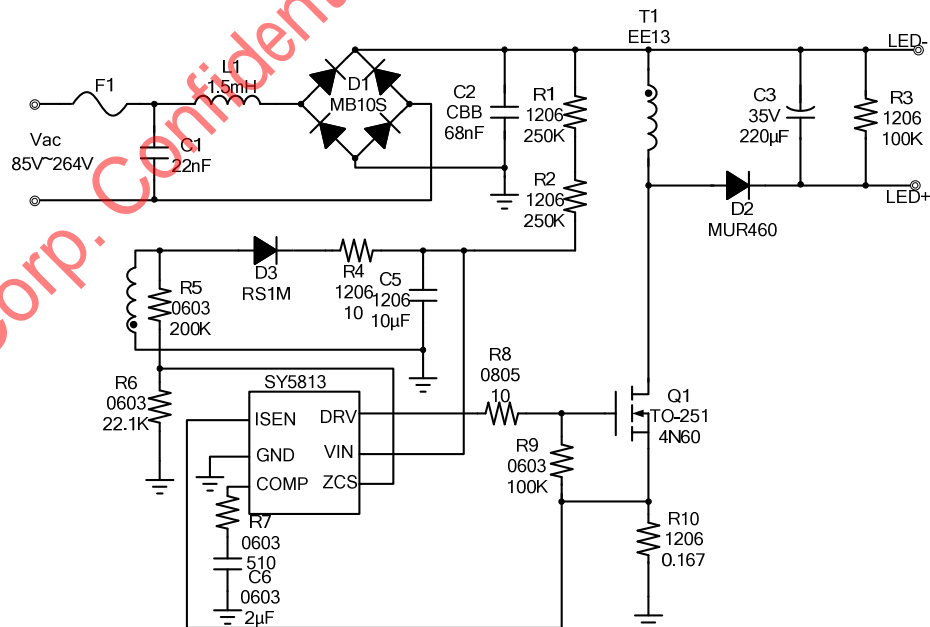 T1
EE13
LED-
F1
L1
1.5mH
D1
MB10S
C2
CBB
68nF
R1
1206
250K
C3
35V
220µF
R3
1206
100K
Vac
85V~264V
C1
22nF
R2
1206
250K
D2
MUR460
LED+
D3
RS1M
R4
1206
10
C5
1206
10µF
R5
0603
200K
R6
0603
22.1K
SY5813
ISEN
GND
COMP
DRV
VIN
ZCS
R8
0805
10
R9
0603
100K
Q1
TO-251
4N60
R7
0603
510
C6
0603
2µF
R10
1206
0.167
Corp. Confident